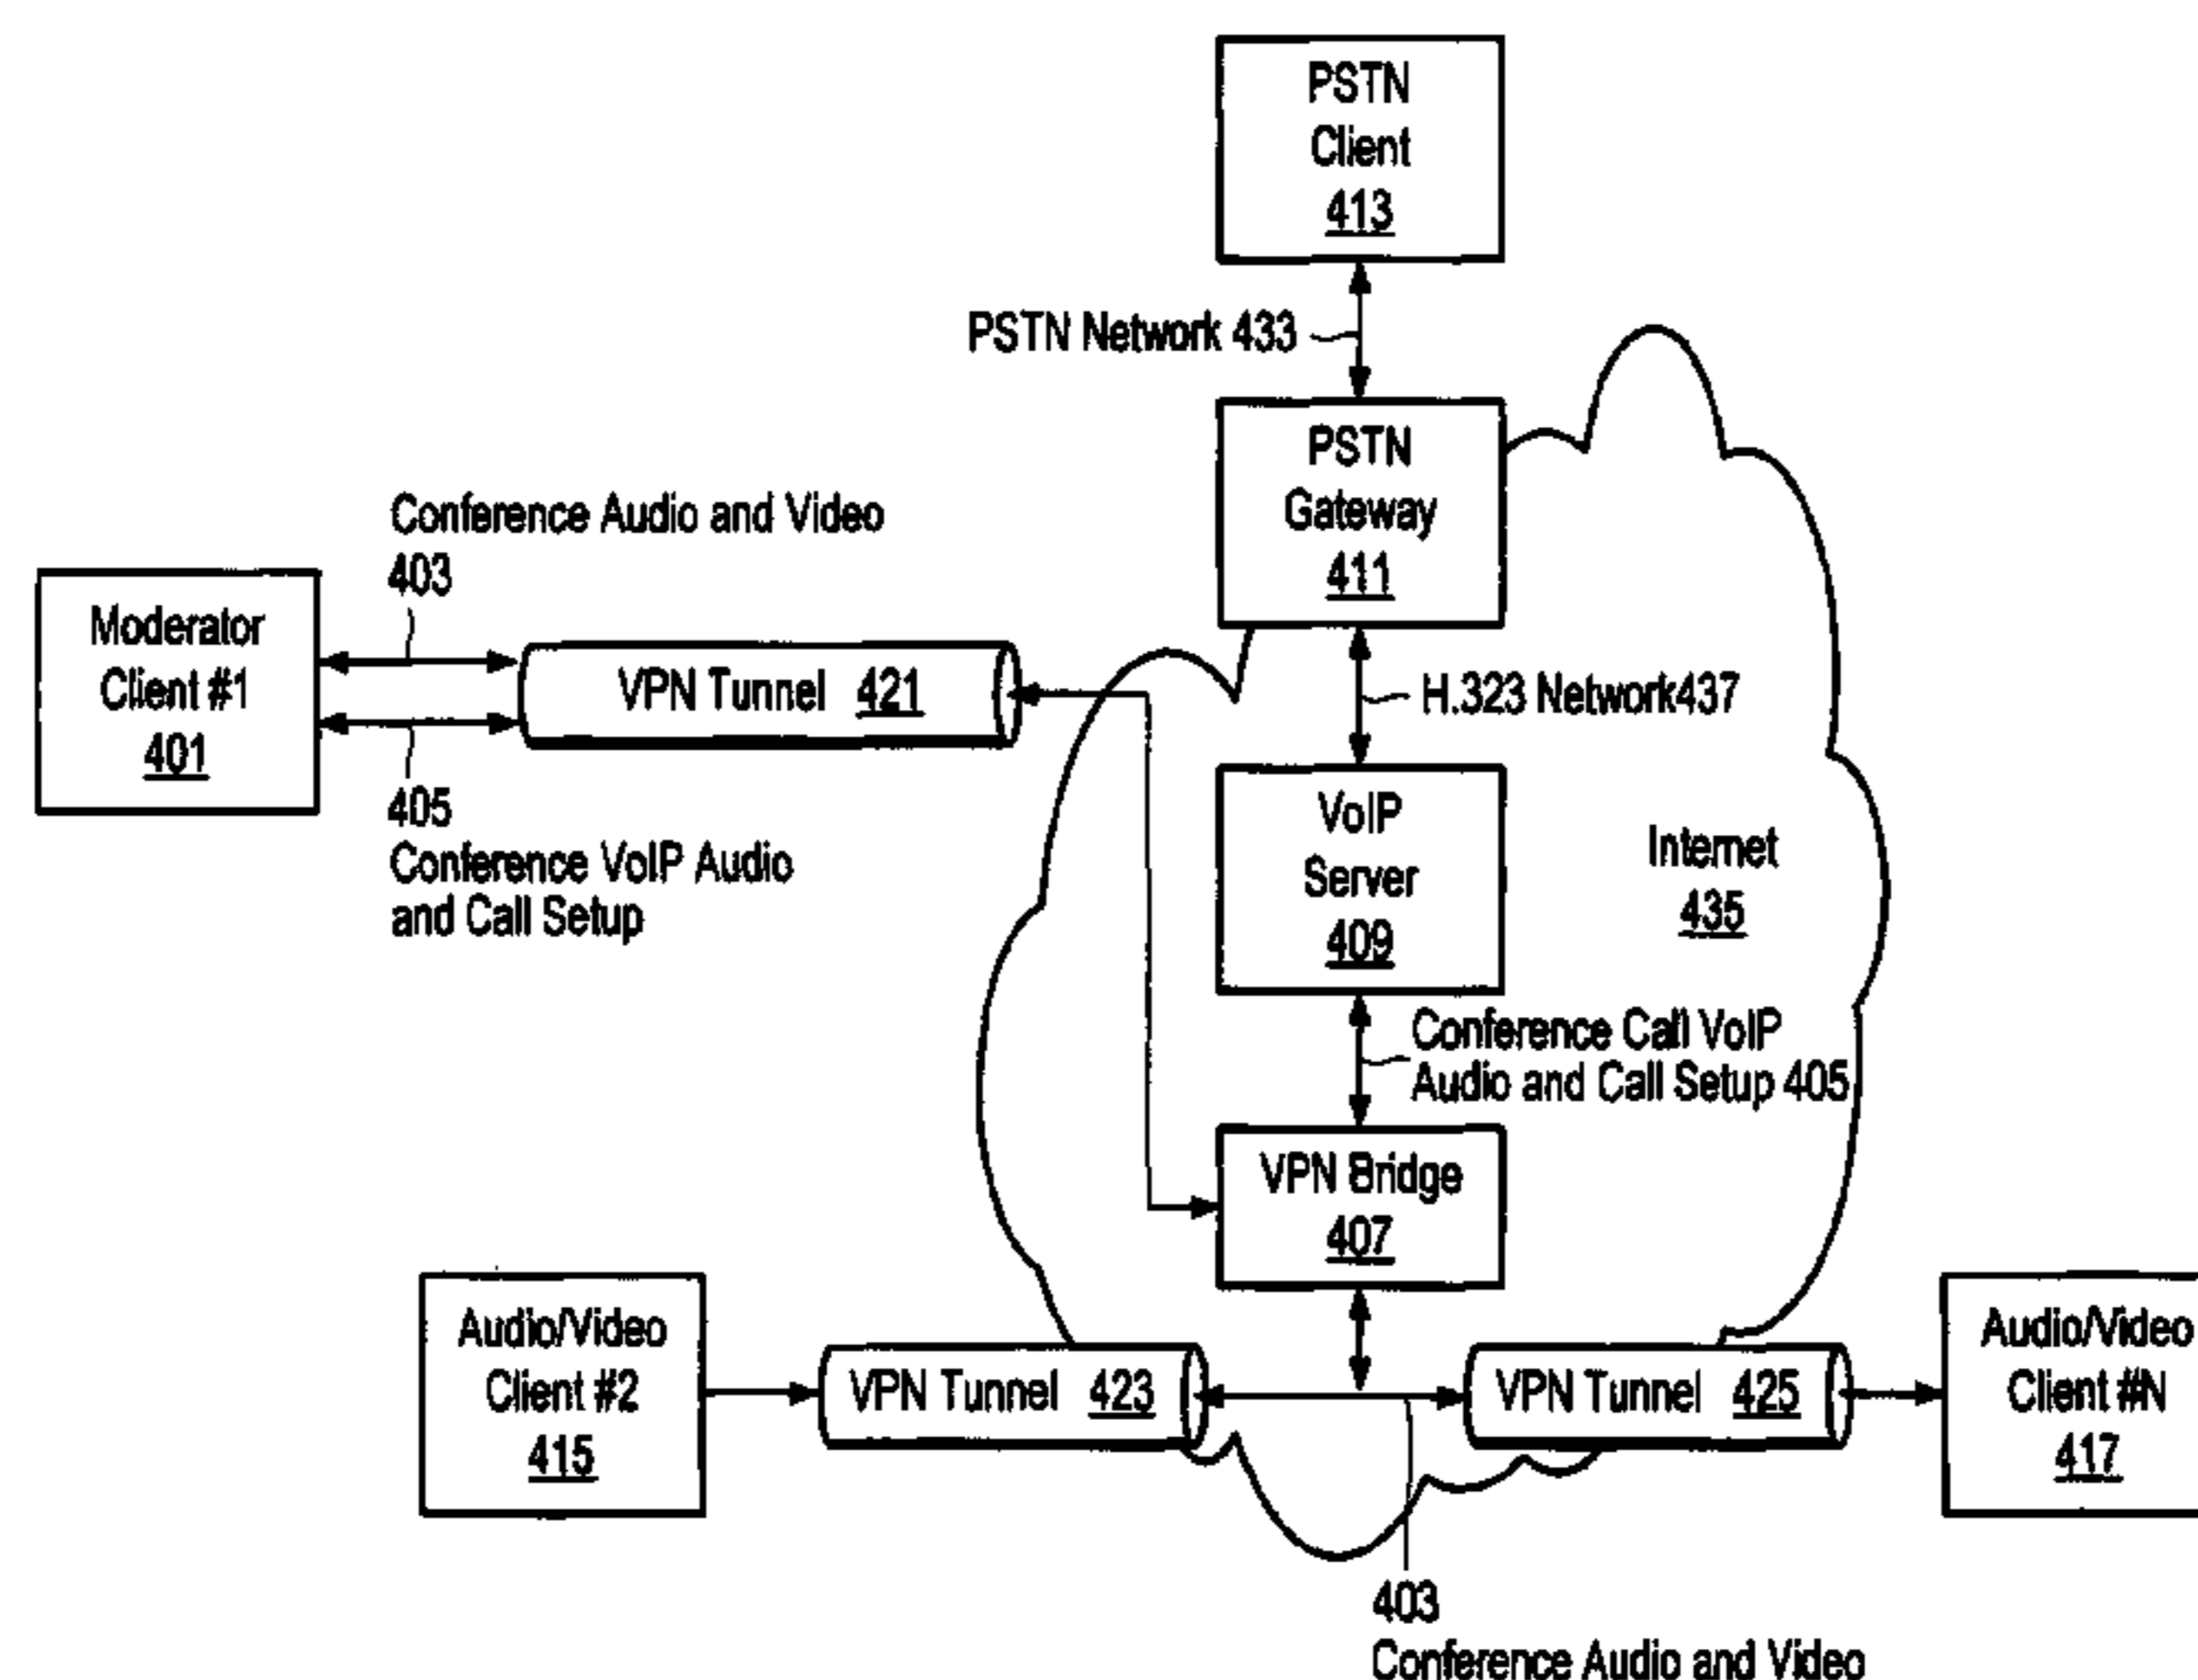 PSTN
Client
413
PSTN Network 433
PSTN
Gateway
411
Conference Audio and Video
403
Moderator
Client #1
401
VPN Tunnel 421
H.323 Network437
405
Conference VoIP Audio
and Call Setup
VoIP
Server
409
Internet
435
Conference Call VoIP
Audio and Call Setup 405
VPN Bridge
407
Audio/Video
Client #2
415
VPN Tunnel 423
VPN Tunnel 425
Audio/Video
Client #N
417
403
Conference Audio and Video